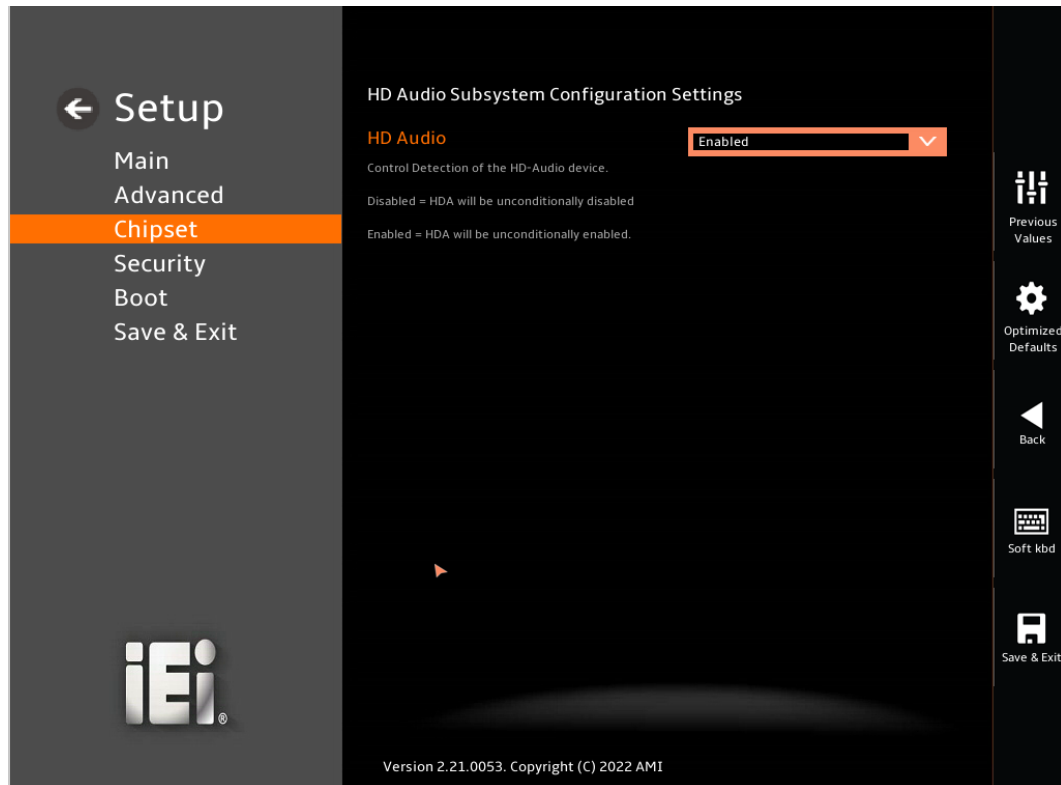 Setup
Main
Advanced
Chipset
Security
Boot
Save & Exit
HD Audio Subsystem Configuration Settings
HD Audio
Enabled
Control Detection of the HD-Audio device.
Disabled = HDA will be unconditionally disabled
Enabled = HDA will be unconditionally enabled.
Previous
Values
Optimized
Defaults
Back
Soft kbd
Save & Exit
iEi®
Version 2.21.0053. Copyright (C) 2022 AMI